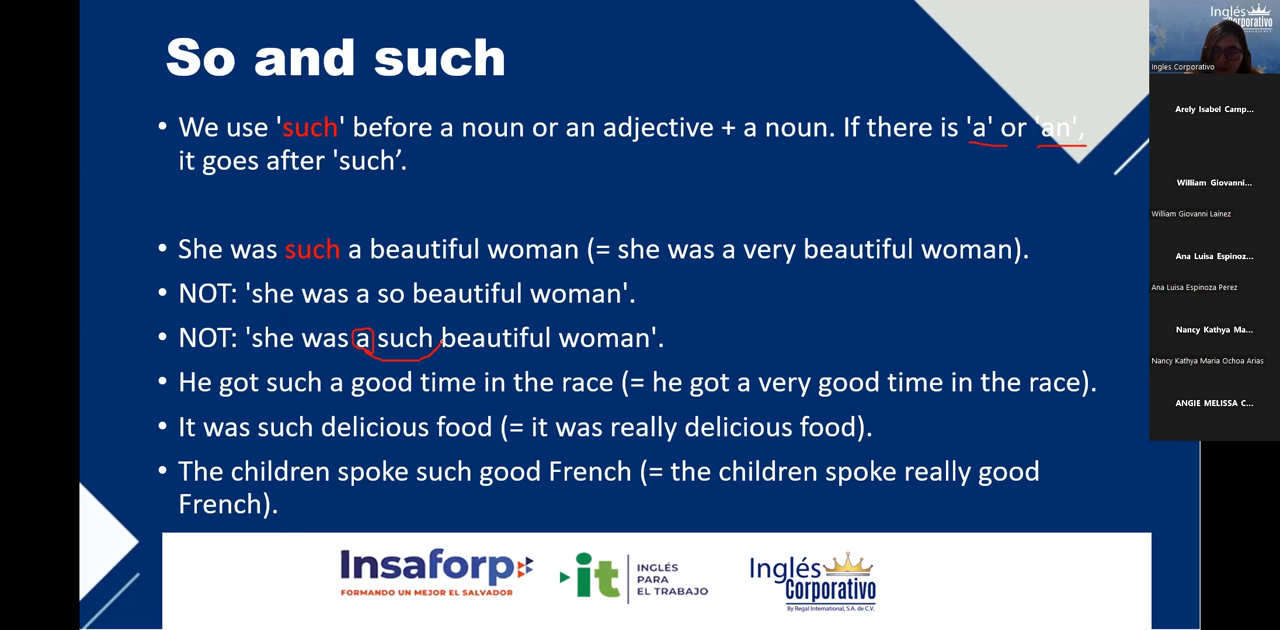 So and such
• We use 'such' before a noun or an adjective + a noun. If there is 'a' or 'an',
it goes after 'such’.
• She was such a beautiful woman (= she was a very beautiful woman).
• NOT: 'she was a so beautiful woman'.
• NOT: 'she was a such beautiful woman'.
• He got such a good time in the race (= he got a very good time in the race).
• It was such delicious food (= it was really delicious food).
• The children spoke such good French (= the children spoke really good
French).
Insaforp
FORMANDO UN MEJOR EL SALVADOR
it
INGLÉS
PARA
EL TRABAJO
Inglés
Corporativo
By Regal International, S.A. de C.V.
Inglés
Corporativo
Ingles Corporativo
Arely Isabel Camp...
William Giovanni...
William Giovanni Lainez
Ana Luisa Espinoz...
Ana Luisa Espinoza Perez
Nancy Kathya Ma...
Nancy Kathya Maria Ochoa Arias
ANGIE MELISSA C...